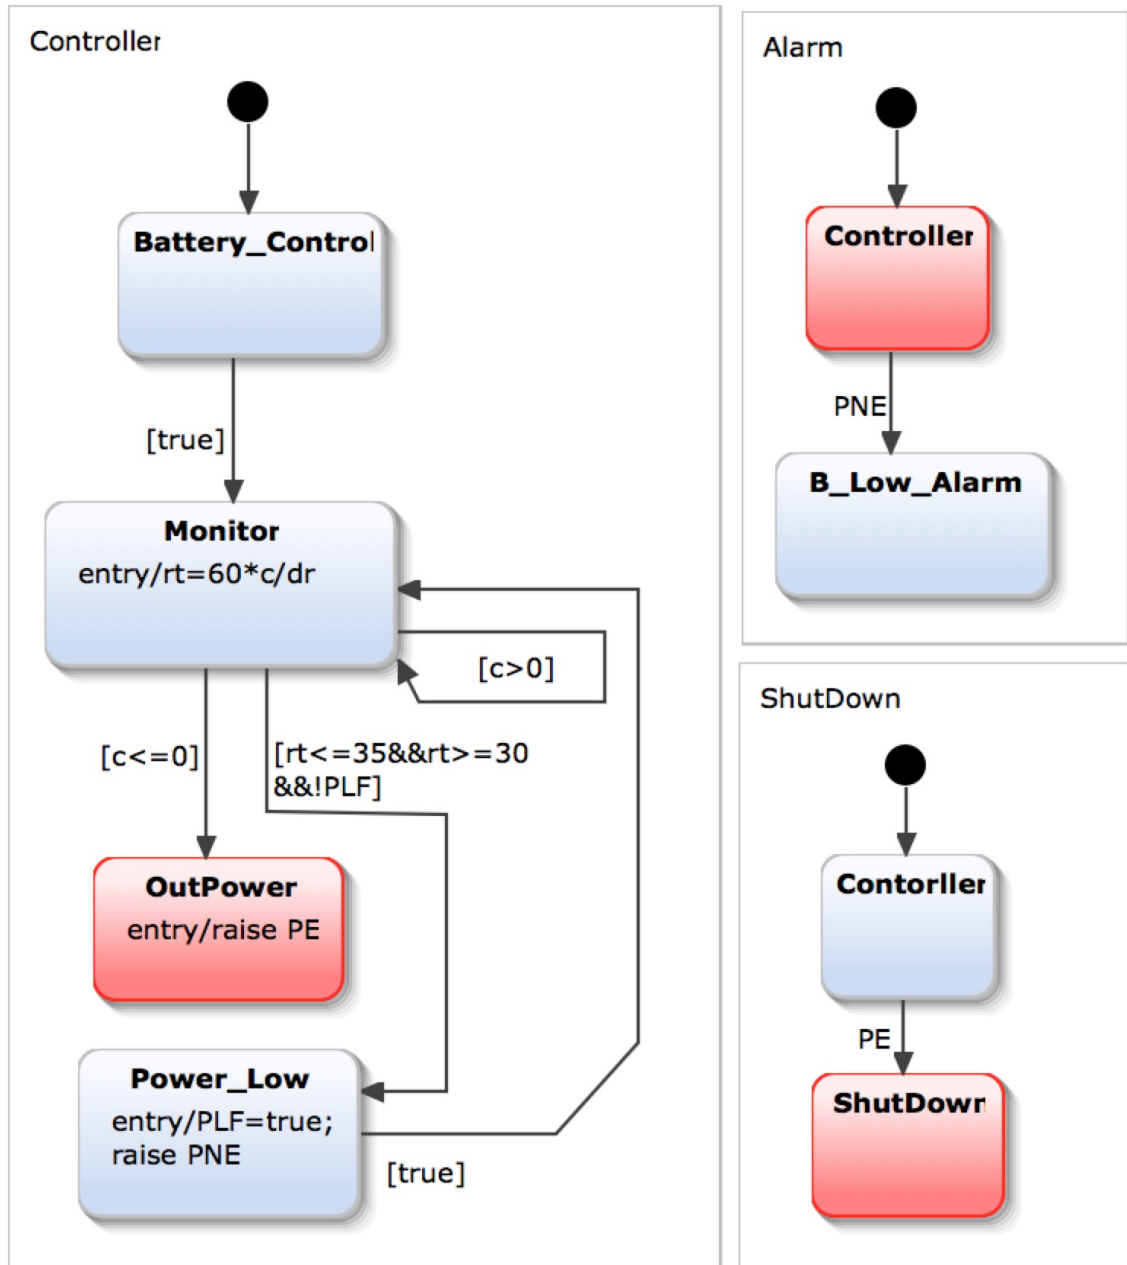 Controller
Battery_Control
[true]
Monitor
entry/rt=60*c/dr
[c>0]
[c<=0]
[rt<=35&&rt>=30
&&!PLF]
OutPower
entry/raise PE
Power_Low
entry/PLF=true;
raise PNE
[true]
Alarm
Controller
PNE
B_Low_Alarm
ShutDown
Contorller
PE
ShutDown